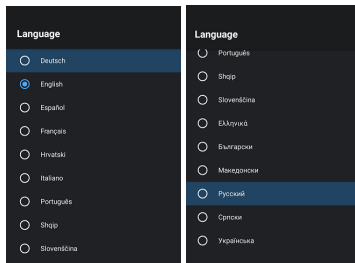 Language
Deutsch
English
Español
Français
Hrvatski
Italiano
Português
Shqip
Slovenščina
Language
Português
Shqip
Slovenščina
Ελληνικά
Български
Македонски
Русский
Српски
Українська